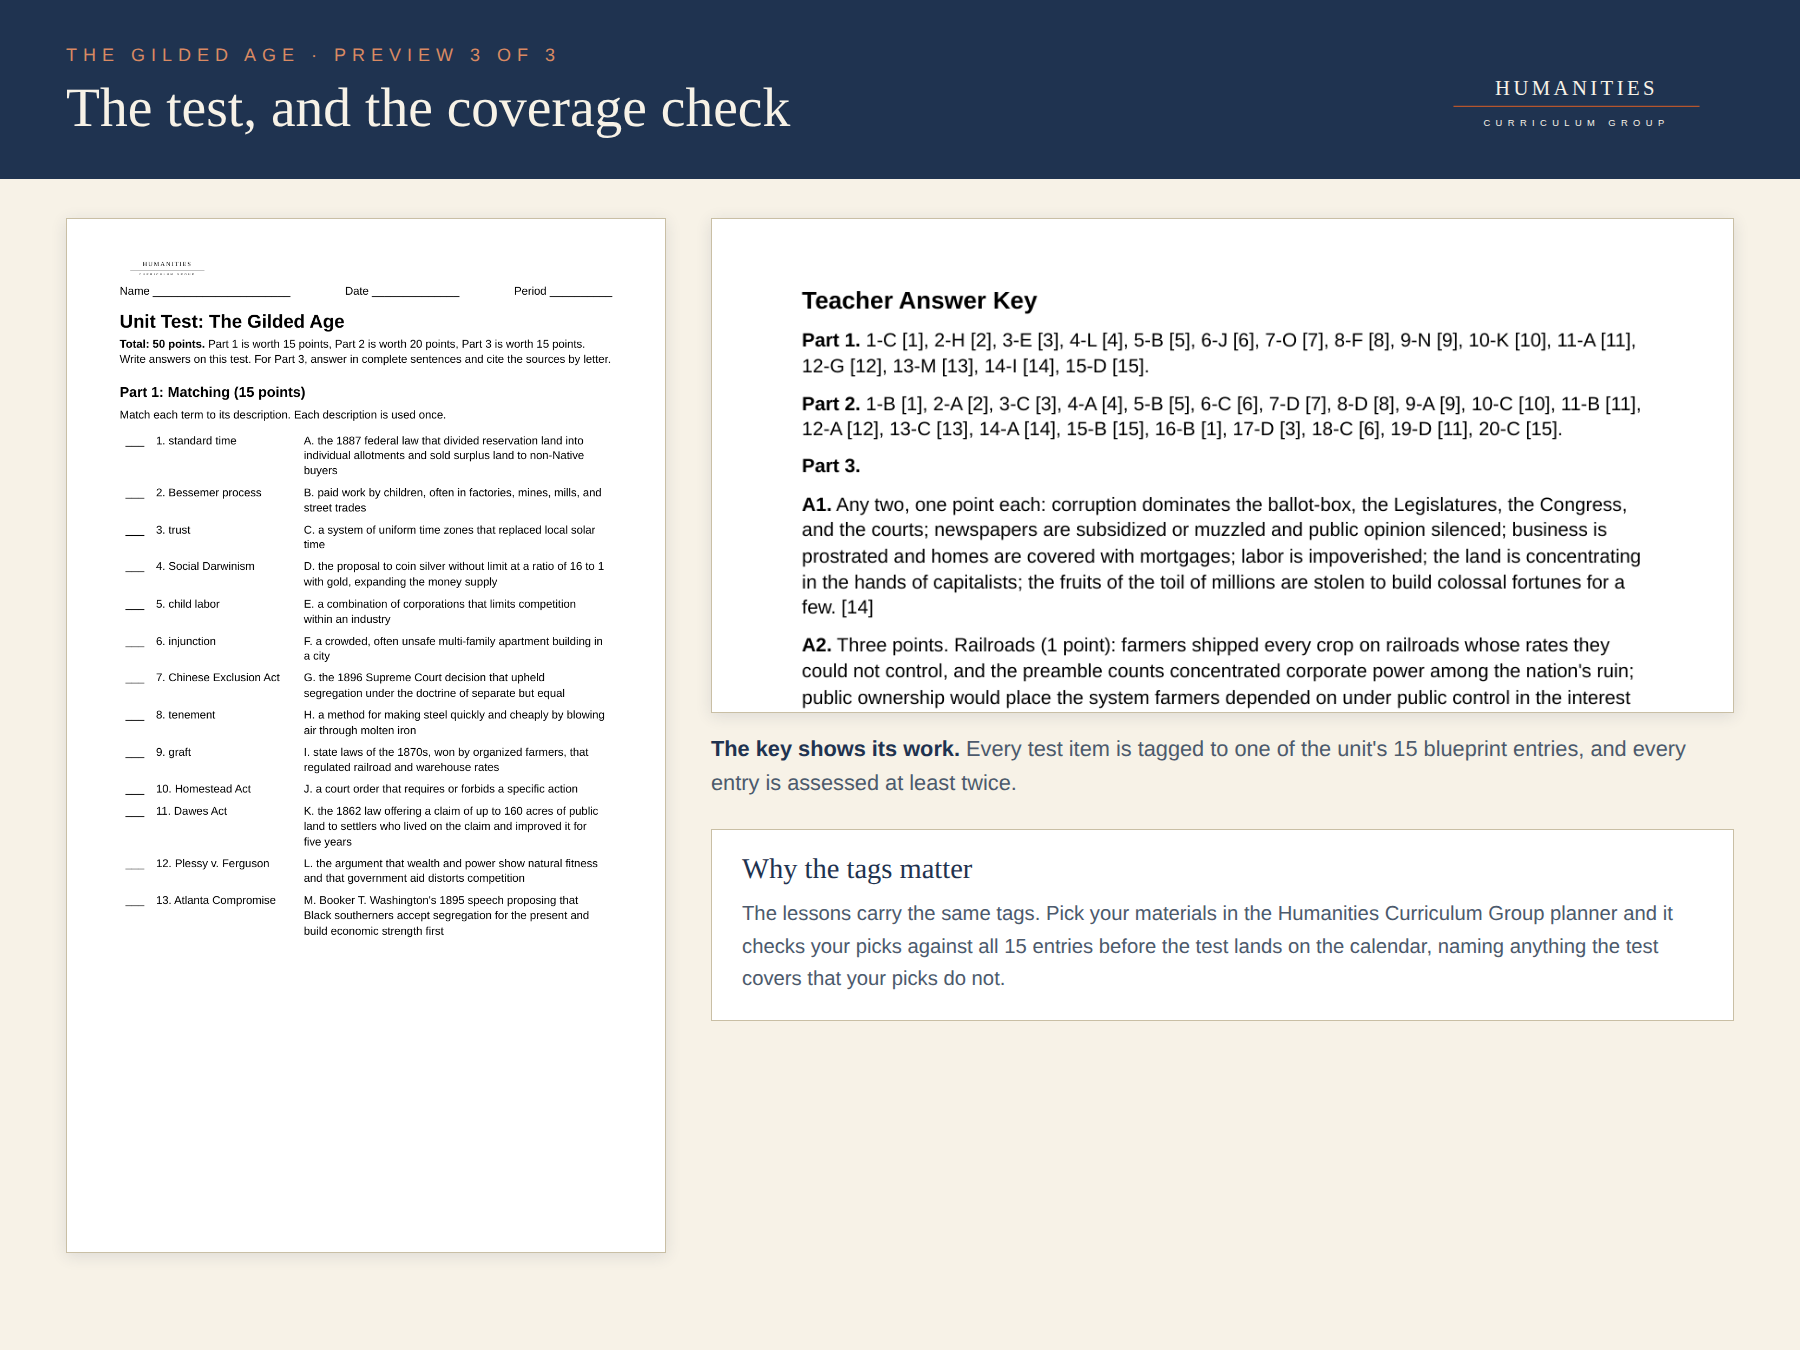 THE GILDED AGE · PREVIEW 3 OF 3
The test, and the coverage check
HUMANITIES
CURRICULUM GROUP
HUMANITIES
Name ______________________ Date ______________ Period __________
Unit Test: The Gilded Age
Total: 50 points. Part 1 is worth 15 points, Part 2 is worth 20 points, Part 3 is worth 15 points.
Write answers on this test. For Part 3, answer in complete sentences and cite the sources by letter.
Part 1: Matching (15 points)
Match each term to its description. Each description is used once.
___ 1. standard time A. the 1887 federal law that divided reservation land into
individual allotments and sold surplus land to non-Native
buyers
___ 2. Bessemer process B. paid work by children, often in factories, mines, mills, and
street trades
___ 3. trust C. a system of uniform time zones that replaced local solar
time
___ 4. Social Darwinism D. the proposal to coin silver without limit at a ratio of 16 to 1
with gold, expanding the money supply
___ 5. child labor E. a combination of corporations that limits competition
within an industry
___ 6. injunction F. a crowded, often unsafe multi-family apartment building in
a city
___ 7. Chinese Exclusion Act G. the 1896 Supreme Court decision that upheld
segregation under the doctrine of separate but equal
___ 8. tenement H. a method for making steel quickly and cheaply by blowing
air through molten iron
___ 9. graft I. state laws of the 1870s, won by organized farmers, that
regulated railroad and warehouse rates
___ 10. Homestead Act J. a court order that requires or forbids a specific action
___ 11. Dawes Act K. the 1862 law offering a claim of up to 160 acres of public
land to settlers who lived on the claim and improved it for
five years
___ 12. Plessy v. Ferguson L. the argument that wealth and power show natural fitness
and that government aid distorts competition
___ 13. Atlanta Compromise M. Booker T. Washington's 1895 speech proposing that
Black southerners accept segregation for the present and
build economic strength first
Teacher Answer Key
Part 1. 1-C [1], 2-H [2], 3-E [3], 4-L [4], 5-B [5], 6-J [6], 7-O [7], 8-F [8], 9-N [9], 10-K [10], 11-A [11],
12-G [12], 13-M [13], 14-I [14], 15-D [15].
Part 2. 1-B [1], 2-A [2], 3-C [3], 4-A [4], 5-B [5], 6-C [6], 7-D [7], 8-D [8], 9-A [9], 10-C [10], 11-B [11],
12-A [12], 13-C [13], 14-A [14], 15-B [15], 16-B [1], 17-D [3], 18-C [6], 19-D [11], 20-C [15].
Part 3.
A1. Any two, one point each: corruption dominates the ballot-box, the Legislatures, the Congress,
and the courts; newspapers are subsidized or muzzled and public opinion silenced; business is
prostrated and homes are covered with mortgages; labor is impoverished; the land is concentrating
in the hands of capitalists; the fruits of the toil of millions are stolen to build colossal fortunes for a
few. [14]
A2. Three points. Railroads (1 point): farmers shipped every crop on railroads whose rates they
could not control, and the preamble counts concentrated corporate power among the nation's ruin;
public ownership would place the system farmers depended on under public control in the interest
The key shows its work. Every test item is tagged to one of the unit's 15 blueprint entries, and every
entry is assessed at least twice.
Why the tags matter
The lessons carry the same tags. Pick your materials in the Humanities Curriculum Group planner and it
checks your picks against all 15 entries before the test lands on the calendar, naming anything the test
covers that your picks do not.